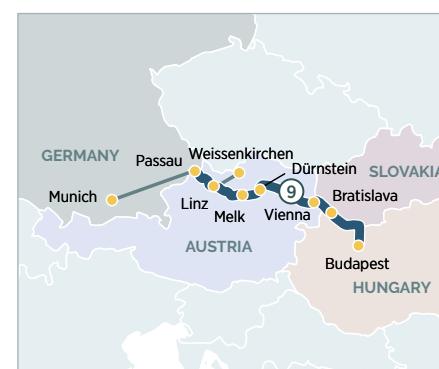 GERMANY
Passau
Weissenkirchen
Dürnstein
SLOVAKIA
Munich
Linz
Melk
9
Vienna
Bratislava
AUSTRIA
Budapest
HUNGARY